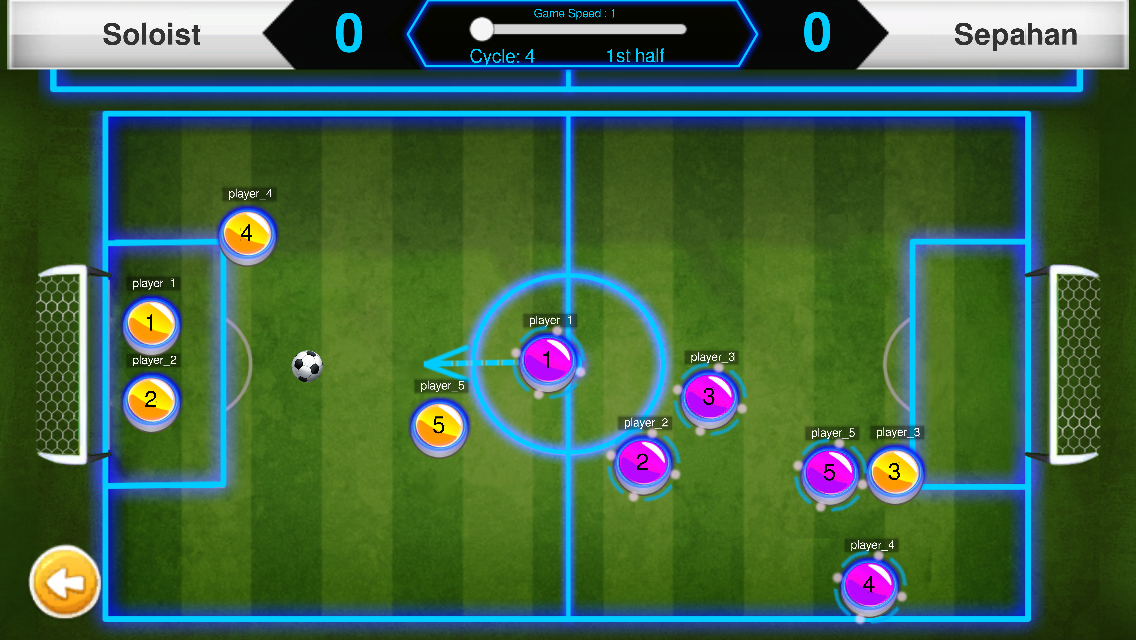 Soloist
0
Game Speed : 1
Cycle: 4
1st half
0
Sepahan
player_4
4
player_1
1
player_2
2
player_5
5
player_1
1
player_3
3
player_2
2
player_5
5
player_3
3
player_4
4